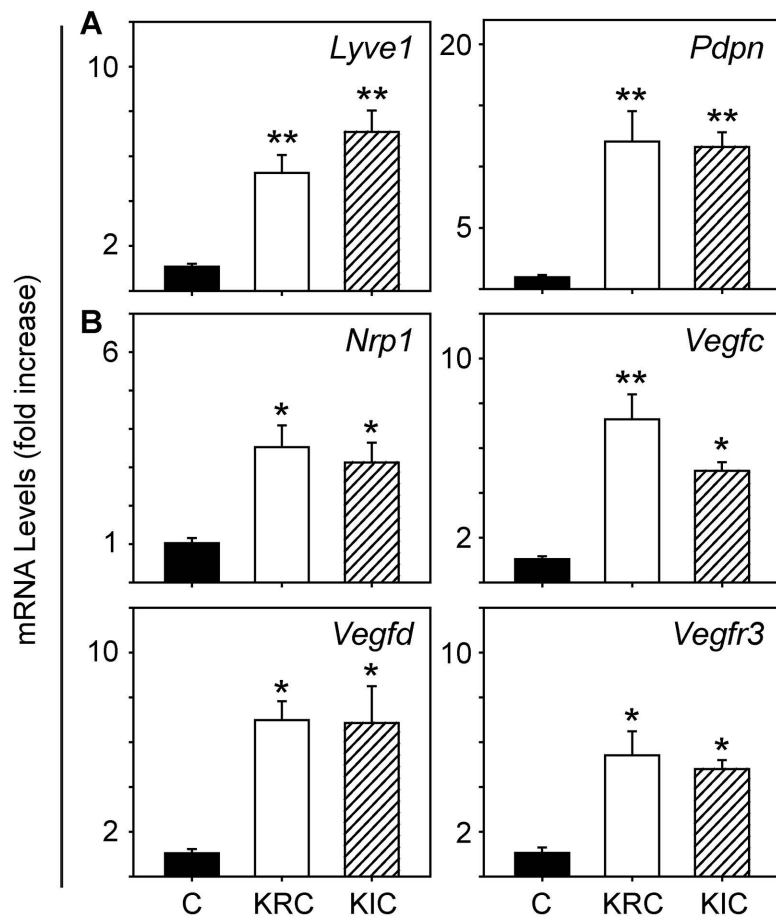 A
Lyve1
10
**
**
2
Pdpn
20
**
**
5
mRNA Levels (fold increase)
B
Nrp1
6
*
*
1
Vegfc
10
**
*
2
Vegfd
10
*
*
2
C KRC KIC
Vegfr3
10
*
*
2
C KRC KIC